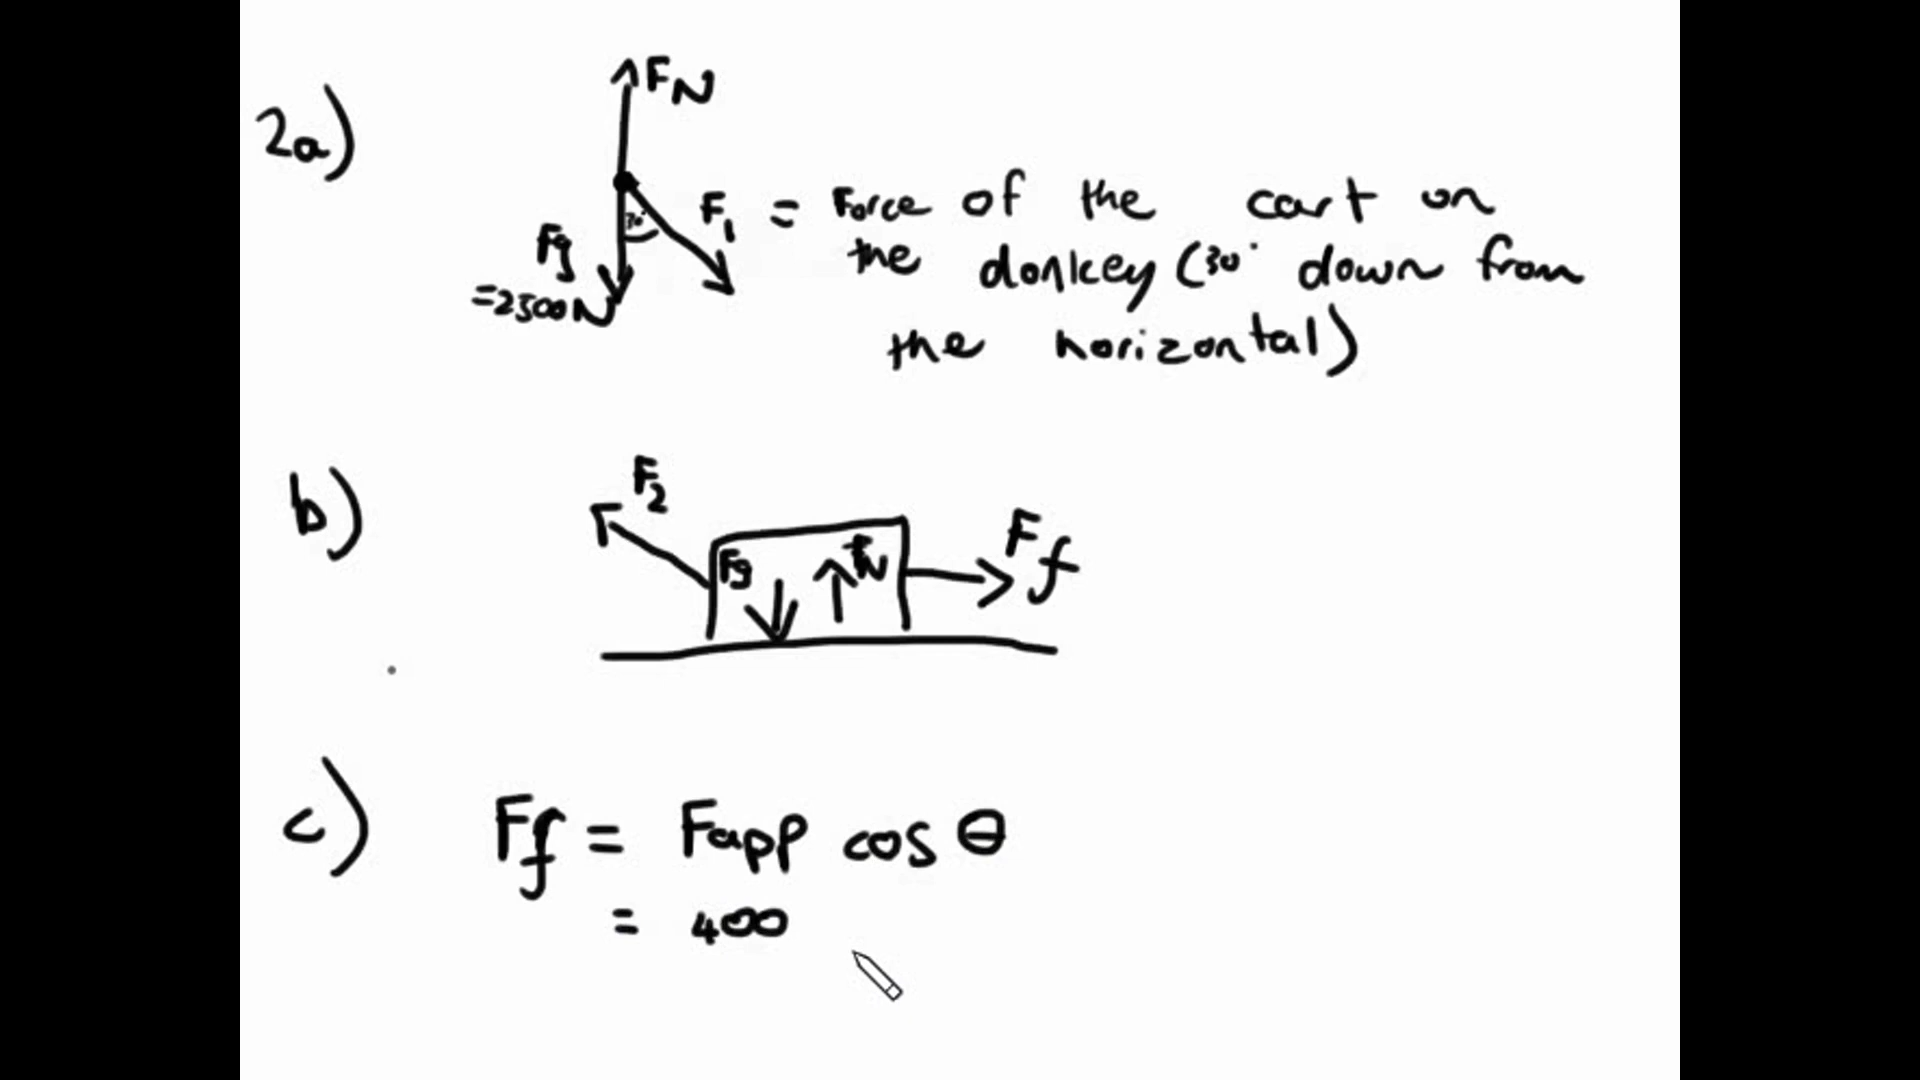 2a)
FN
F1 = Force of the cart on
the donkey (30° down from
the horizontal)
30°
Fg
=2500N
b)
F2
Fg
FN
Ff
c)
Ff = Fapp cos θ
= 400